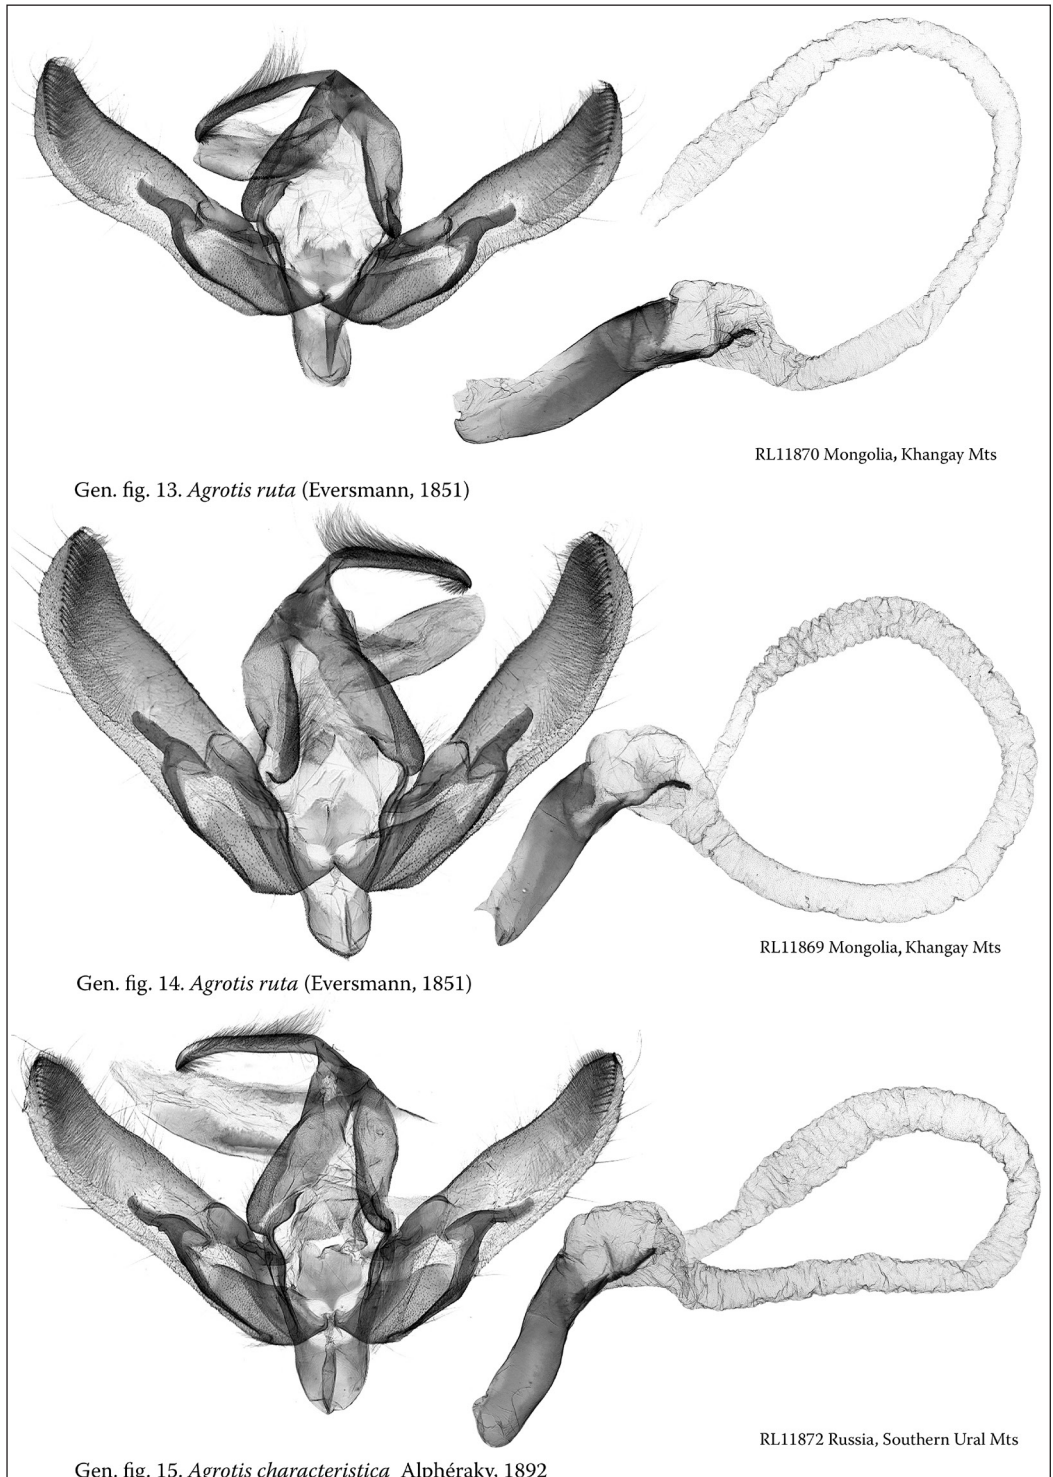 RL11870 Mongolia, Khangay Mts
Gen. fig. 13. Agrotis ruta (Eversmann, 1851)
RL11869 Mongolia, Khangay Mts
Gen. fig. 14. Agrotis ruta (Eversmann, 1851)
RL11872 Russia, Southern Ural Mts
Gen. fig. 15. Agrotis characteristica Alphéraky, 1892